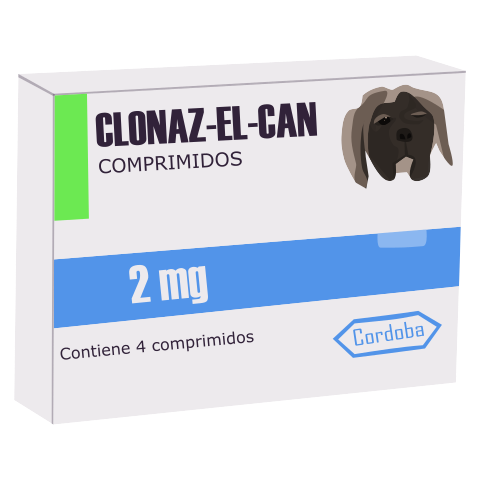 CLONAZ-EL-CAN
COMPRIMIDOS
2 mg
Contiene 4 comprimidos
Cordoba